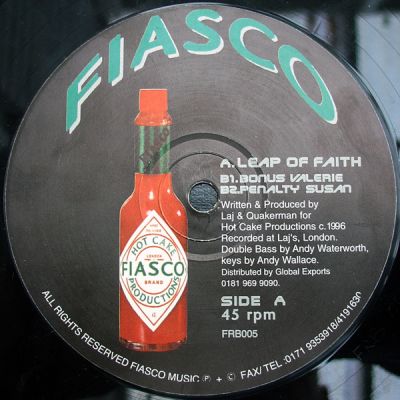 FIASCO
A. LEAP OF FAITH
B1. BONUS VALERIE
B2. PENALTY SUSAN
Written & Produced by
Laj & Quakerman for
Hot Cake Productions c.1996
Recorded at Laj's, London.
Double Bass by Andy Waterworth,
keys by Andy Wallace.
Distributed by Global Exports
0181 969 9090.
SIDE A
45 rpm
FRB005
HOT CAKE
LONDON
FIASCO
BRAND
PRODUCTIONS
ALL RIGHTS RESERVED FIASCO MUSIC Ⓟ + © FAX/TEL: 0171 9353918/4191630